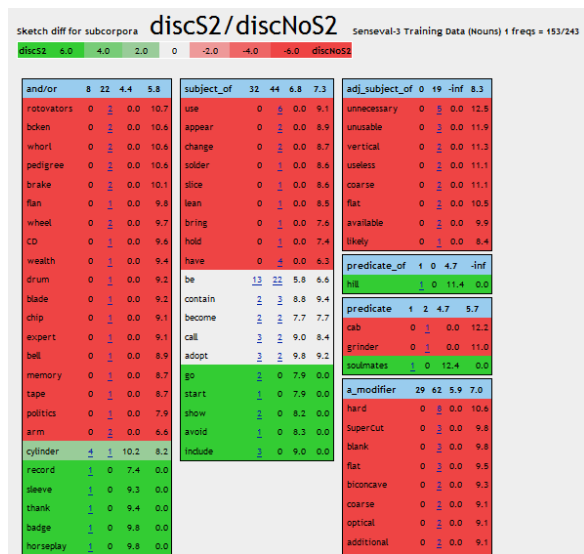 Sketch diff for subcorpora discS2/discNoS2 Senseval-3 Training Data (Nouns) 1 freqs = 153/243
discS2 6.0 4.0 2.0 0 -2.0 -4.0 -6.0 discNoS2
and/or 8 22 4.4 5.8
rotovators 0 2 0.0 10.7
bcken 0 2 0.0 10.6
whorl 0 2 0.0 10.6
pedigree 0 2 0.0 10.6
brake 0 2 0.0 10.1
flan 0 1 0.0 9.8
wheel 0 2 0.0 9.7
CD 0 1 0.0 9.6
wealth 0 1 0.0 9.4
drum 0 1 0.0 9.2
blade 0 1 0.0 9.2
chip 0 1 0.0 9.1
expert 0 1 0.0 9.1
bell 0 1 0.0 8.9
memory 0 1 0.0 8.7
tape 0 1 0.0 8.7
politics 0 1 0.0 7.9
arm 0 2 0.0 6.6
cylinder 4 1 10.2 8.2
record 1 0 7.4 0.0
sleeve 1 0 9.3 0.0
thank 1 0 9.4 0.0
badge 1 0 9.8 0.0
horseplay 1 0 9.8 0.0
subject_of 32 44 6.8 7.3
use 0 6 0.0 9.1
appear 0 2 0.0 8.9
change 0 2 0.0 8.7
solder 0 1 0.0 8.6
slice 0 1 0.0 8.6
lean 0 1 0.0 8.5
bring 0 1 0.0 7.6
hold 0 1 0.0 7.4
have 0 4 0.0 6.3
be 13 22 5.8 6.6
contain 2 3 8.8 9.4
become 2 2 7.7 7.7
call 3 2 9.0 8.4
adopt 3 2 9.8 9.2
go 2 0 7.9 0.0
start 1 0 7.9 0.0
show 2 0 8.2 0.0
avoid 1 0 8.3 0.0
include 3 0 9.0 0.0
adj_subject_of 0 19 -inf 8.3
unnecessary 0 5 0.0 12.5
unusable 0 3 0.0 11.9
vertical 0 2 0.0 11.3
useless 0 2 0.0 11.1
coarse 0 2 0.0 11.1
flat 0 2 0.0 10.5
available 0 2 0.0 9.9
likely 0 1 0.0 8.4
predicate_of 1 0 4.7 -inf
hill 1 0 11.4 0.0
predicate 1 2 4.7 5.7
cab 0 1 0.0 12.2
grinder 0 1 0.0 11.0
soulmates 1 0 12.4 0.0
a_modifier 29 62 5.9 7.0
hard 0 8 0.0 10.6
SuperCut 0 3 0.0 9.8
blank 0 3 0.0 9.8
flat 0 3 0.0 9.5
biconcave 0 2 0.0 9.3
coarse 0 2 0.0 9.1
optical 0 2 0.0 9.1
additional 0 2 0.0 9.1